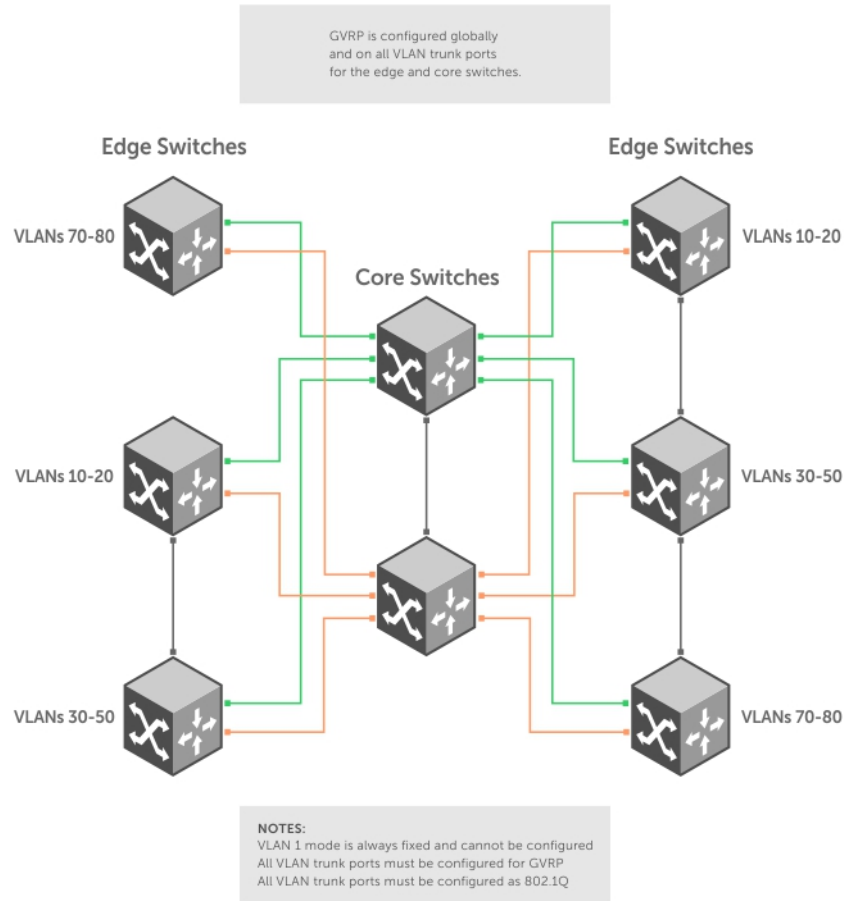 GVRP is configured globally
and on all VLAN trunk ports
for the edge and core switches.
Edge Switches
Edge Switches
VLANs 70-80
VLANs 10-20
Core Switches
VLANs 10-20
VLANs 30-50
VLANs 30-50
VLANs 70-80
NOTES:
VLAN 1 mode is always fixed and cannot be configured
All VLAN trunk ports must be configured for GVRP
All VLAN trunk ports must be configured as 802.1Q